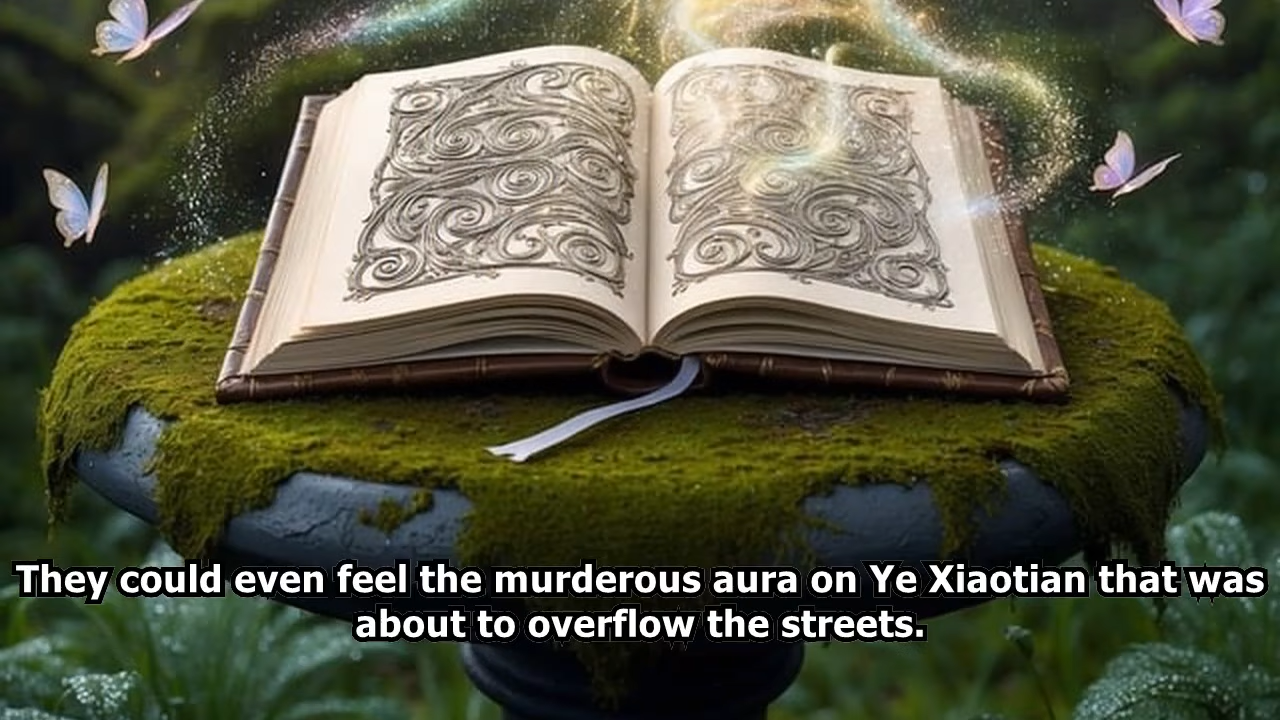 They could even feel the murderous aura on Ye Xiaotian that was
about to overflow the streets.